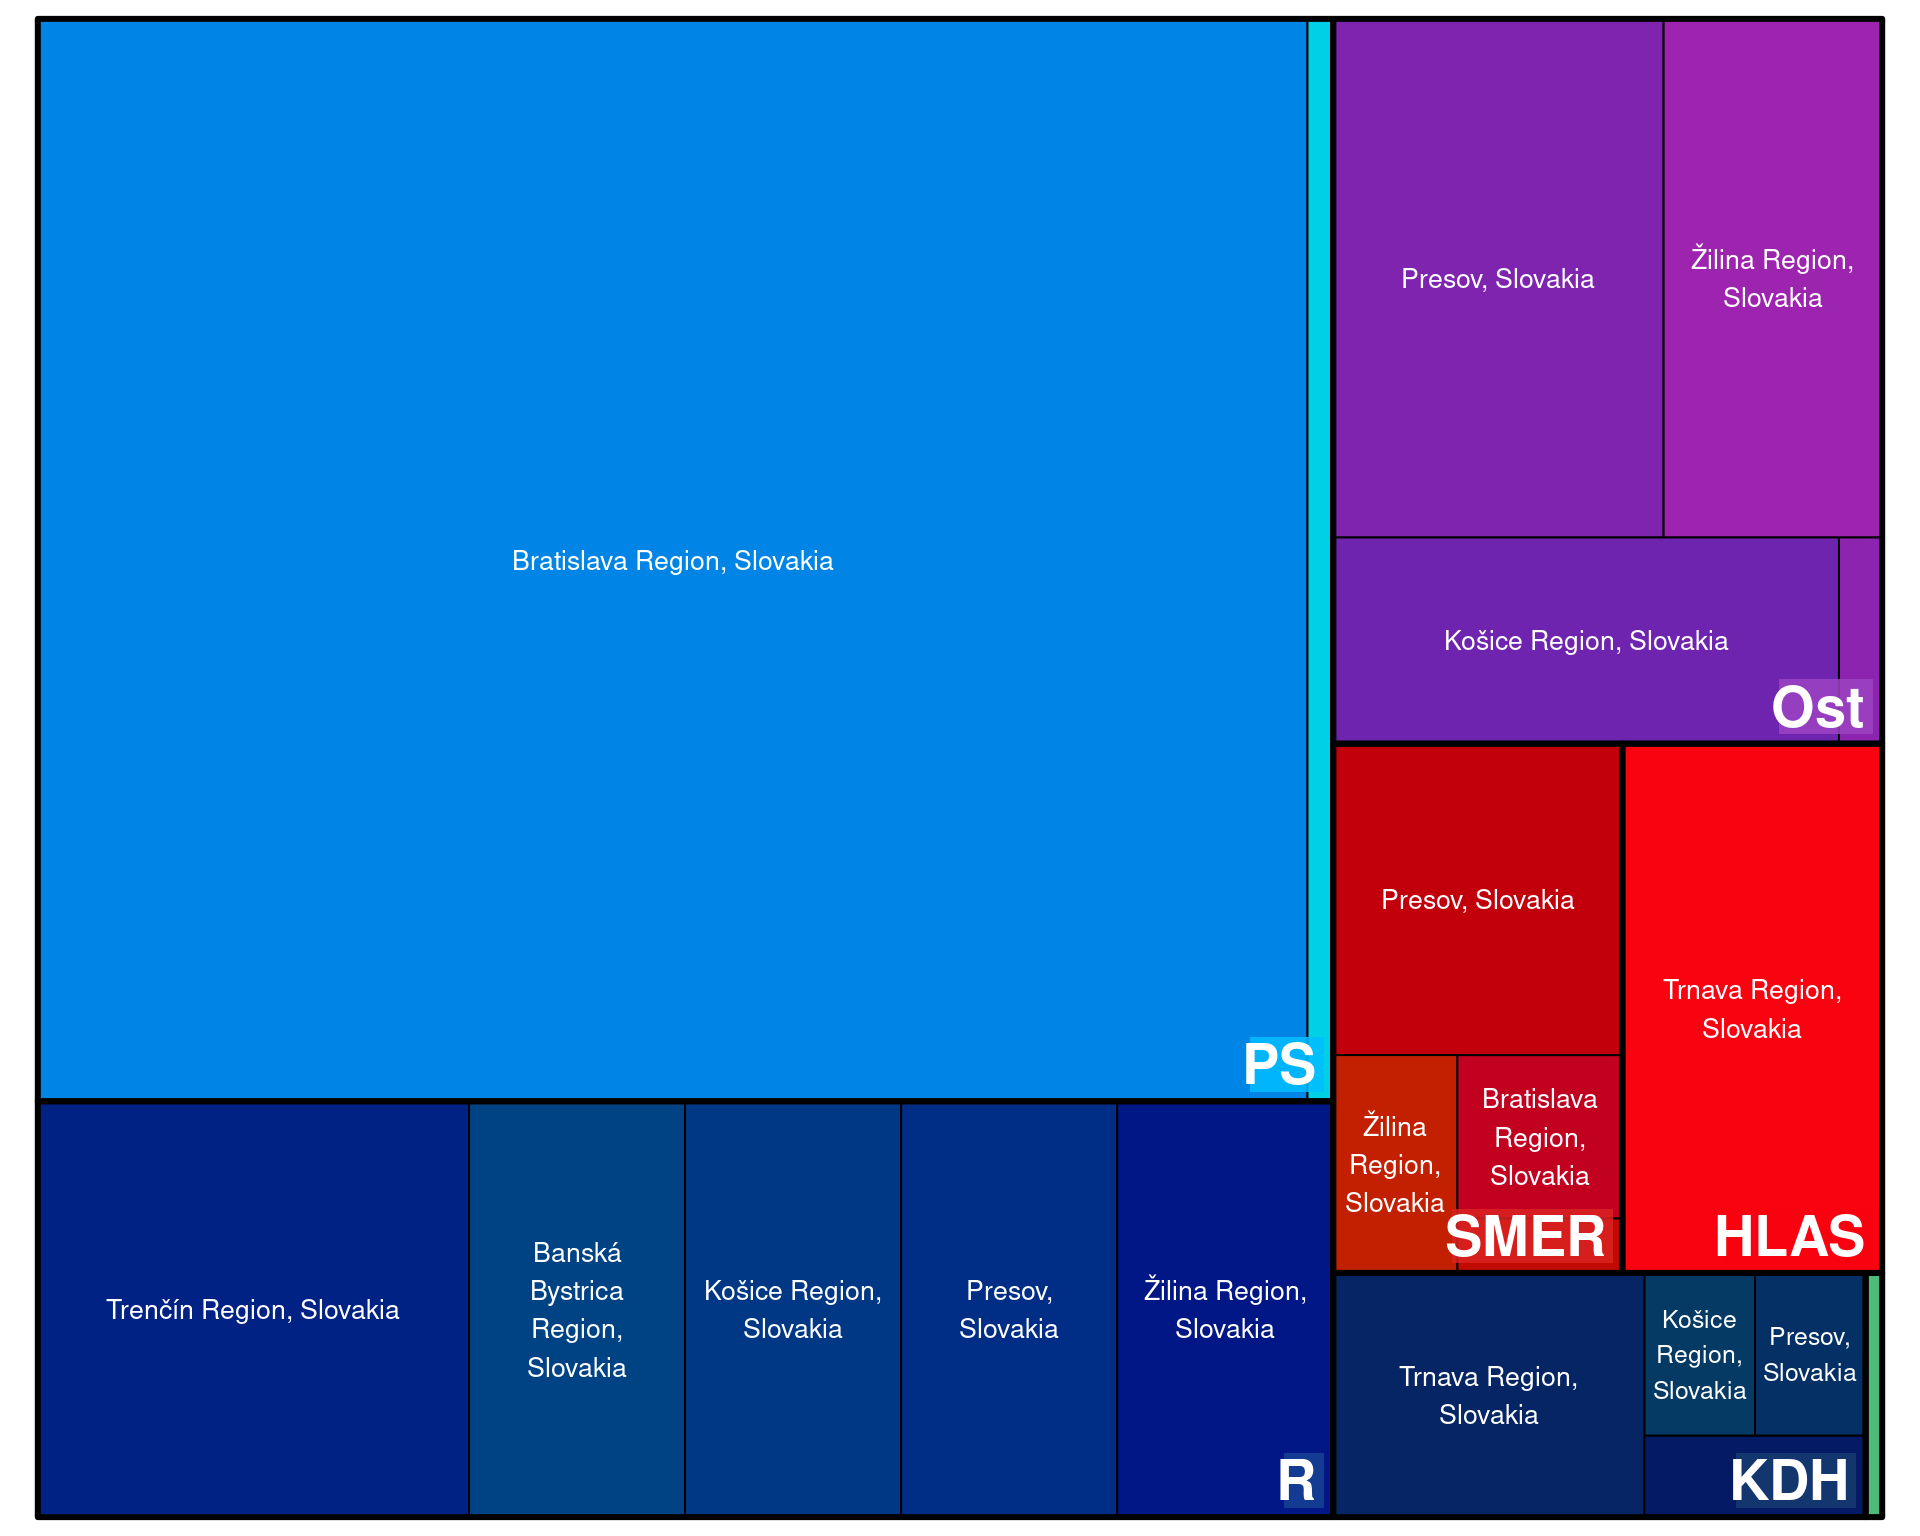 Bratislava Region, Slovakia
PS
Trenčín Region, Slovakia
Banská
Bystrica
Region,
Slovakia
Košice Region,
Slovakia
Presov,
Slovakia
Žilina Region,
Slovakia
R
Presov, Slovakia
Žilina Region,
Slovakia
Košice Region, Slovakia
Ost
Presov, Slovakia
Žilina
Region,
Slovakia
Bratislava
Region,
Slovakia
SMER
Trnava Region,
Slovakia
HLAS
Trnava Region,
Slovakia
Košice
Region,
Slovakia
Presov,
Slovakia
KDH